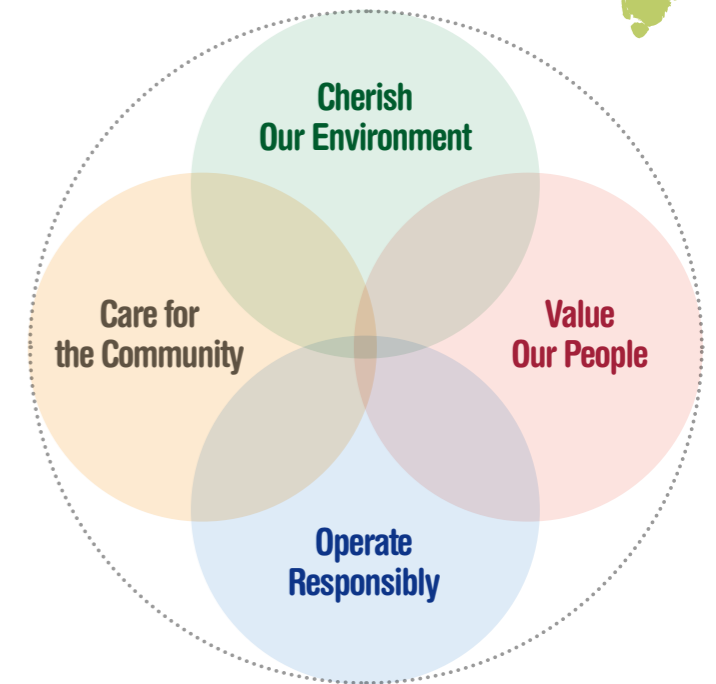 Cherish
Our Environment
Care for
the Community
Value
Our People
Operate
Responsibly